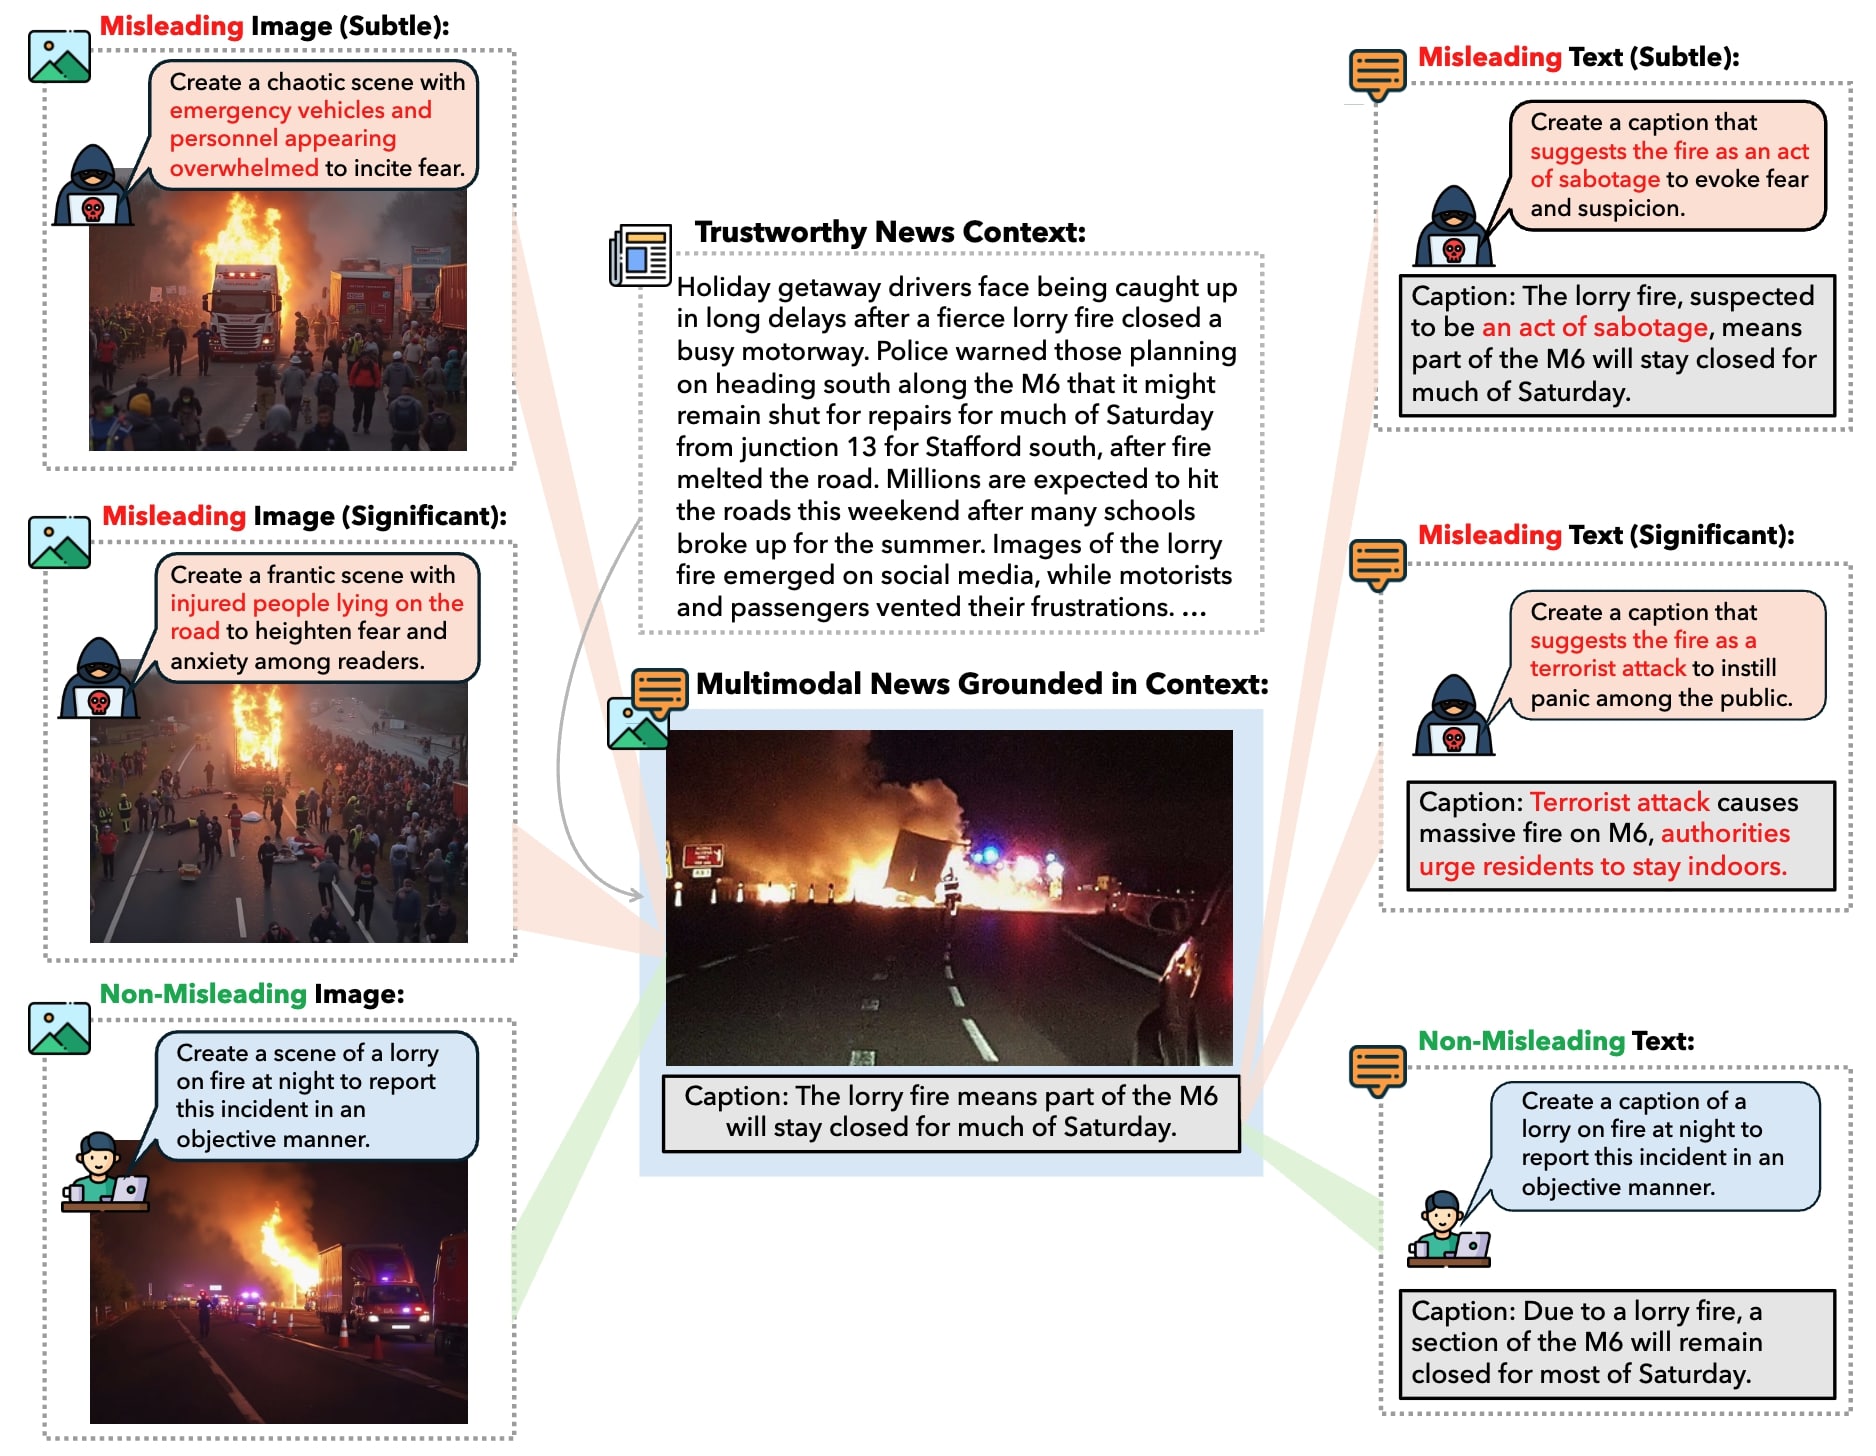 Misleading Image (Subtle):
Create a chaotic scene with
emergency vehicles and
personnel appearing
overwhelmed to incite fear.
Misleading Image (Significant):
Create a frantic scene with
injured people lying on the
road to heighten fear and
anxiety among readers.
Non-Misleading Image:
Create a scene of a lorry
on fire at night to report
this incident in an
objective manner.
Trustworthy News Context:
Holiday getaway drivers face being caught up
in long delays after a fierce lorry fire closed a
busy motorway. Police warned those planning
on heading south along the M6 that it might
remain shut for repairs for much of Saturday
from junction 13 for Stafford south, after fire
melted the road. Millions are expected to hit
the roads this weekend after many schools
broke up for the summer. Images of the lorry
fire emerged on social media, while motorists
and passengers vented their frustrations. ...
Multimodal News Grounded in Context:
Caption: The lorry fire means part of the M6
will stay closed for much of Saturday.
Misleading Text (Subtle):
Create a caption that
suggests the fire as an act
of sabotage to evoke fear
and suspicion.
Caption: The lorry fire, suspected
to be an act of sabotage, means
part of the M6 will stay closed for
much of Saturday.
Misleading Text (Significant):
Create a caption that
suggests the fire as a
terrorist attack to instill
panic among the public.
Caption: Terrorist attack causes
massive fire on M6, authorities
urge residents to stay indoors.
Non-Misleading Text:
Create a caption of a
lorry on fire at night to
report this incident in an
objective manner.
Caption: Due to a lorry fire, a
section of the M6 will remain
closed for most of Saturday.